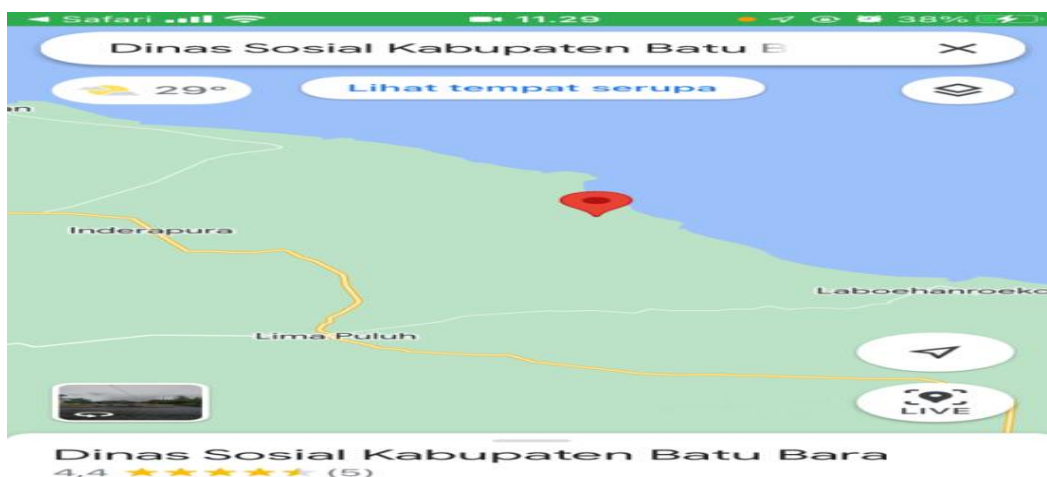 Safari 11.29 38%
Dinas Sosial Kabupaten Batu B
29° Lihat tempat serupa
an
Inderapura
Laboehanroeko
Lima Puluh
LIVE
Dinas Sosial Kabupaten Batu Bara
4,4 (5)